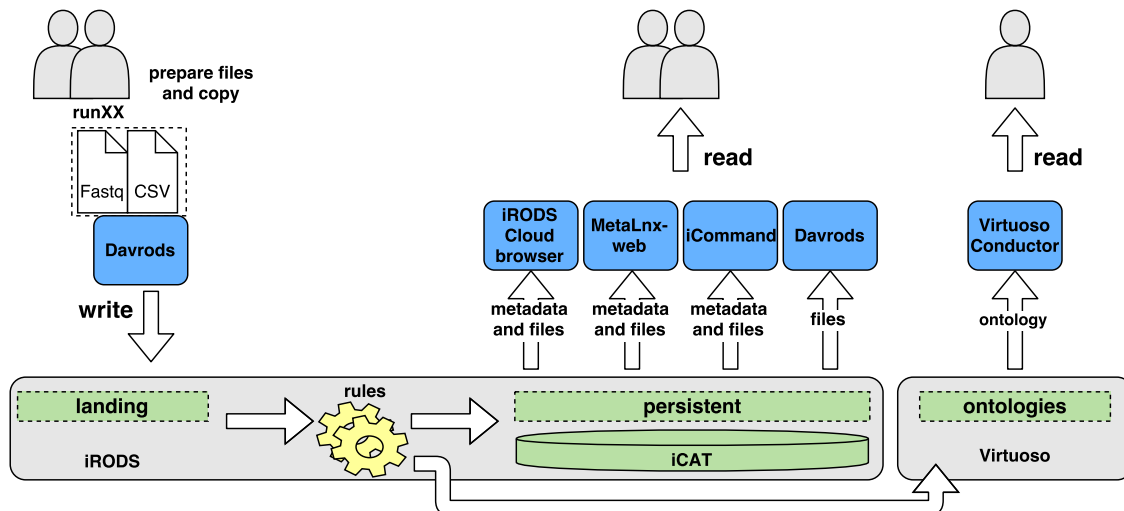 prepare files
and copy
runXX
Fastq
CSV
Davrods
write
read
read
iRODS
Cloud
browser
MetaLnx-
web
iCommand
Davrods
Virtuoso
Conductor
metadata
and files
metadata
and files
metadata
and files
files
ontology
landing
rules
persistent
ontologies
iRODS
iCAT
Virtuoso